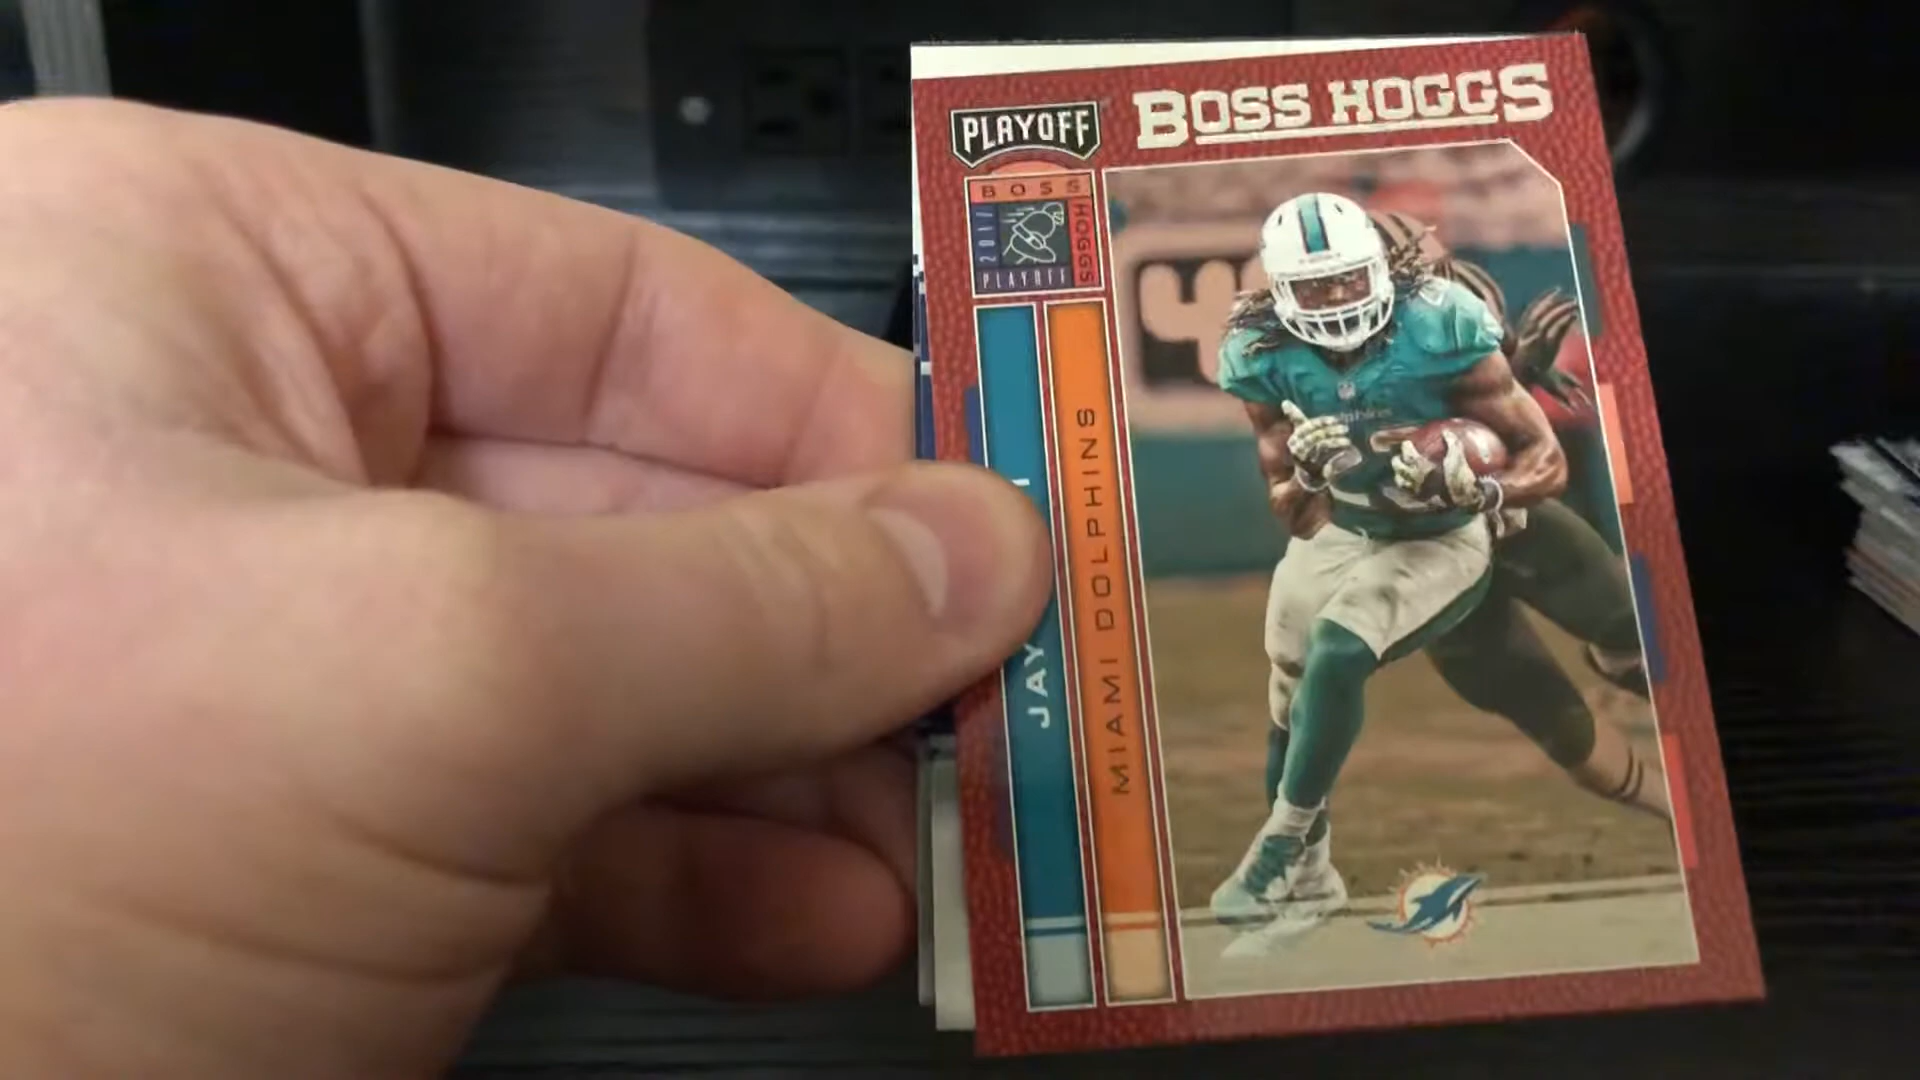 BOSS HOGGS
PLAYOFF
BOSS
HOGGS
2017
PLAYOFF
JAY
MIAMI DOLPHINS